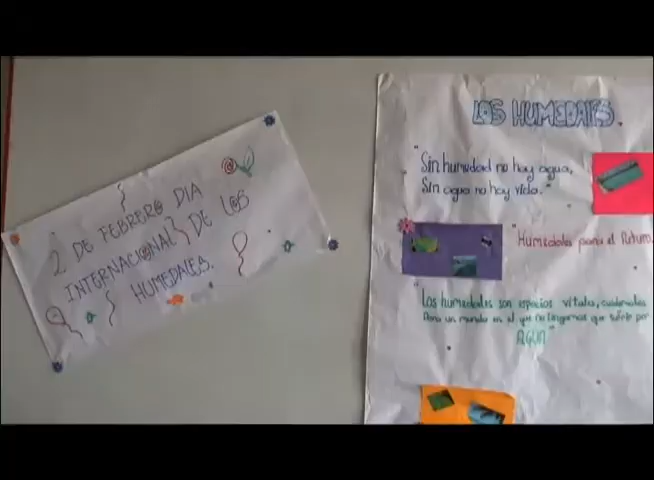 2 DE FEBRERO DIA
INTERNACIONAL DE LOS
HUMEDALES.
LOS HUMEDALES.
"Sin humedad no hay agua,
Sin agua no hay vida."
"Humedales para el futuro.
"Los humedales son espacios vitales, cuidemoslos
Para un mundo en el que no tengamos que sufrir por
AGUA"